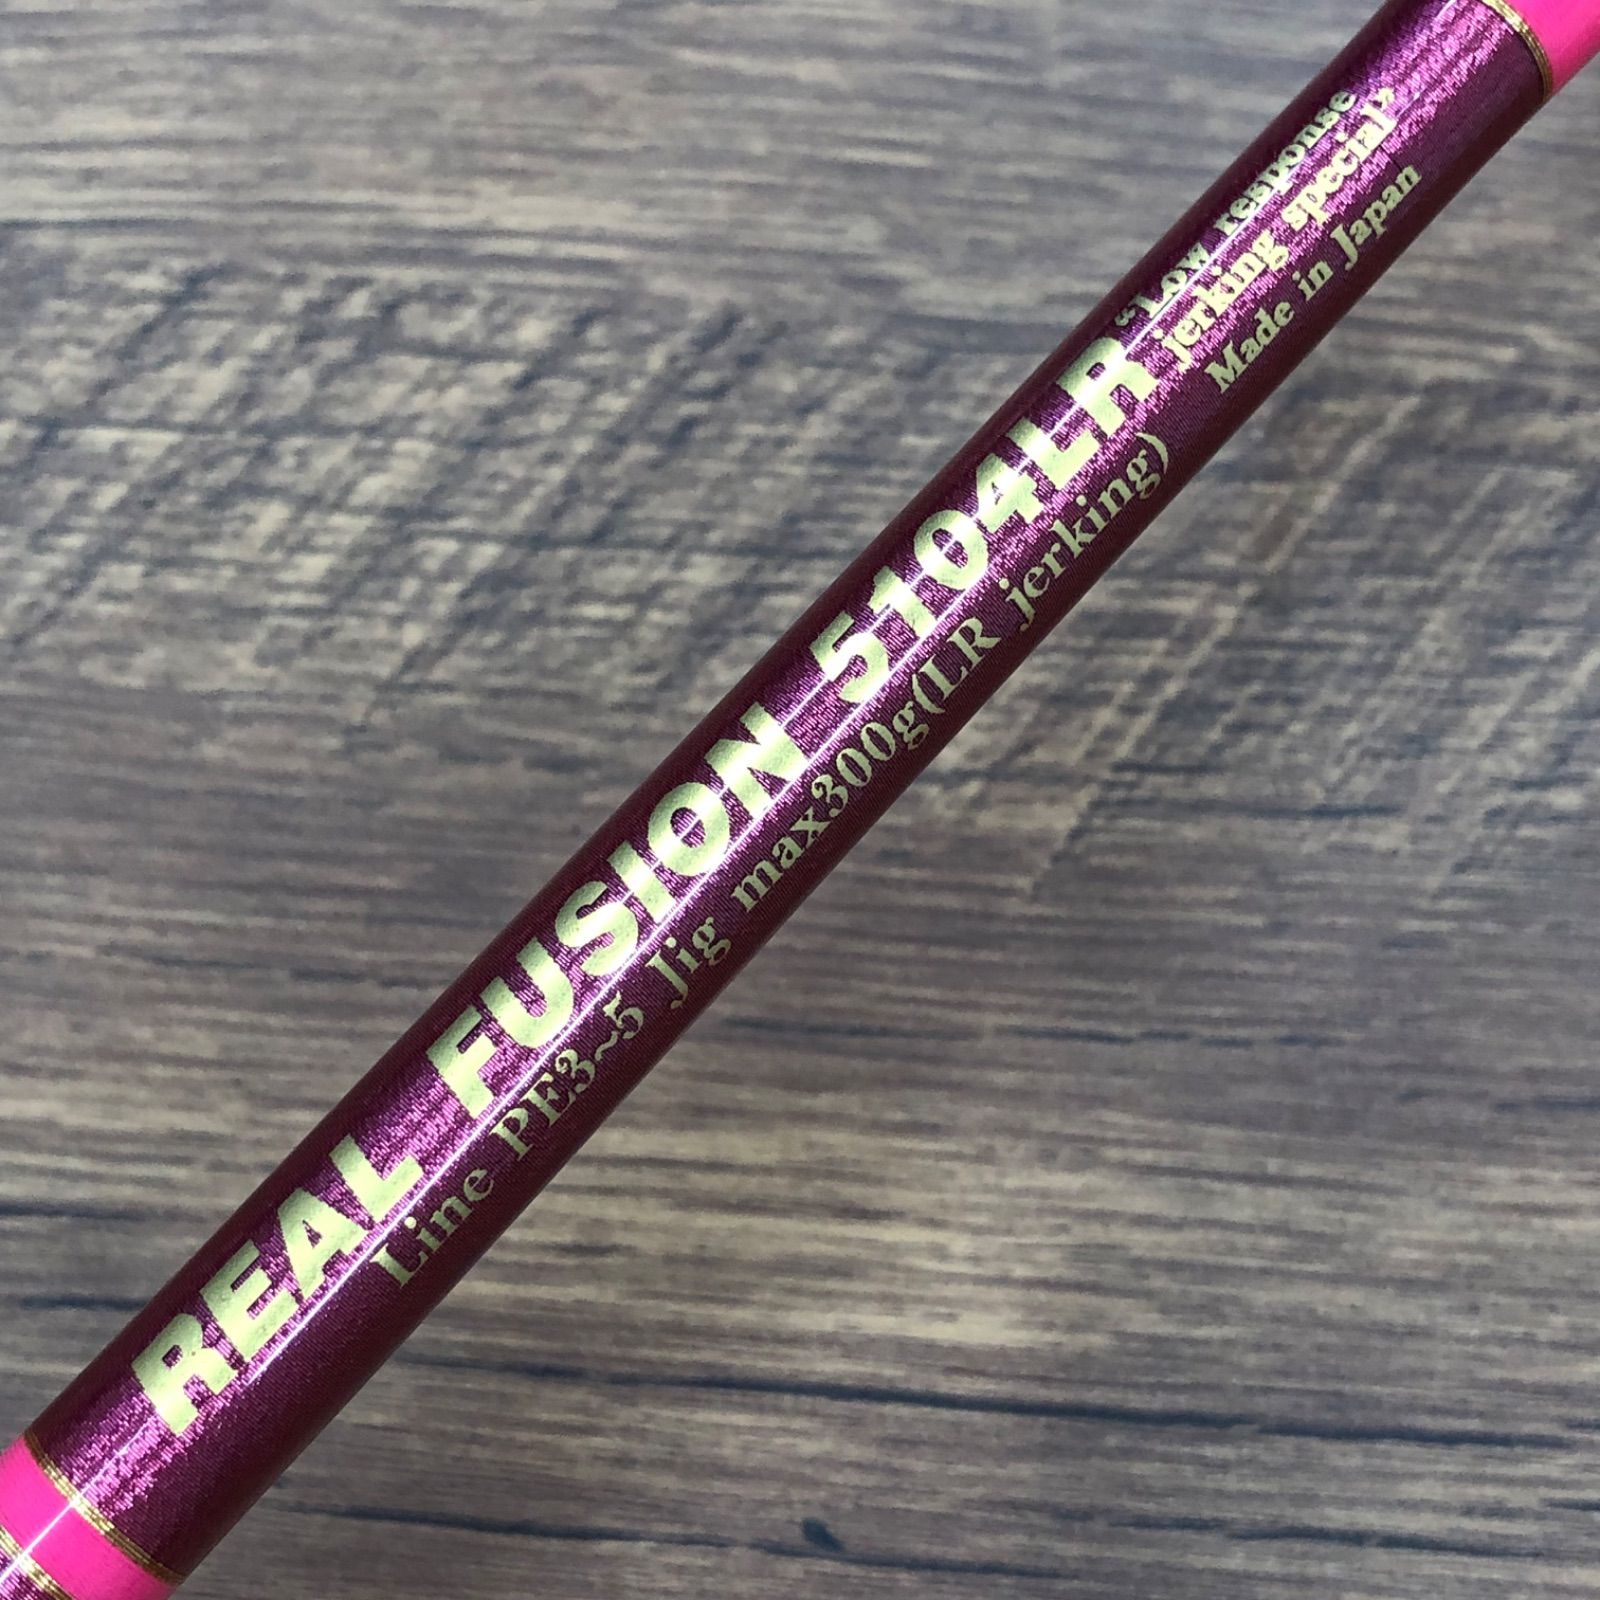 REAL FUSION 5104LR
"Low response
jerking special"
Line PE3~5 Jig max300g(LR jerking)
Made in Japan